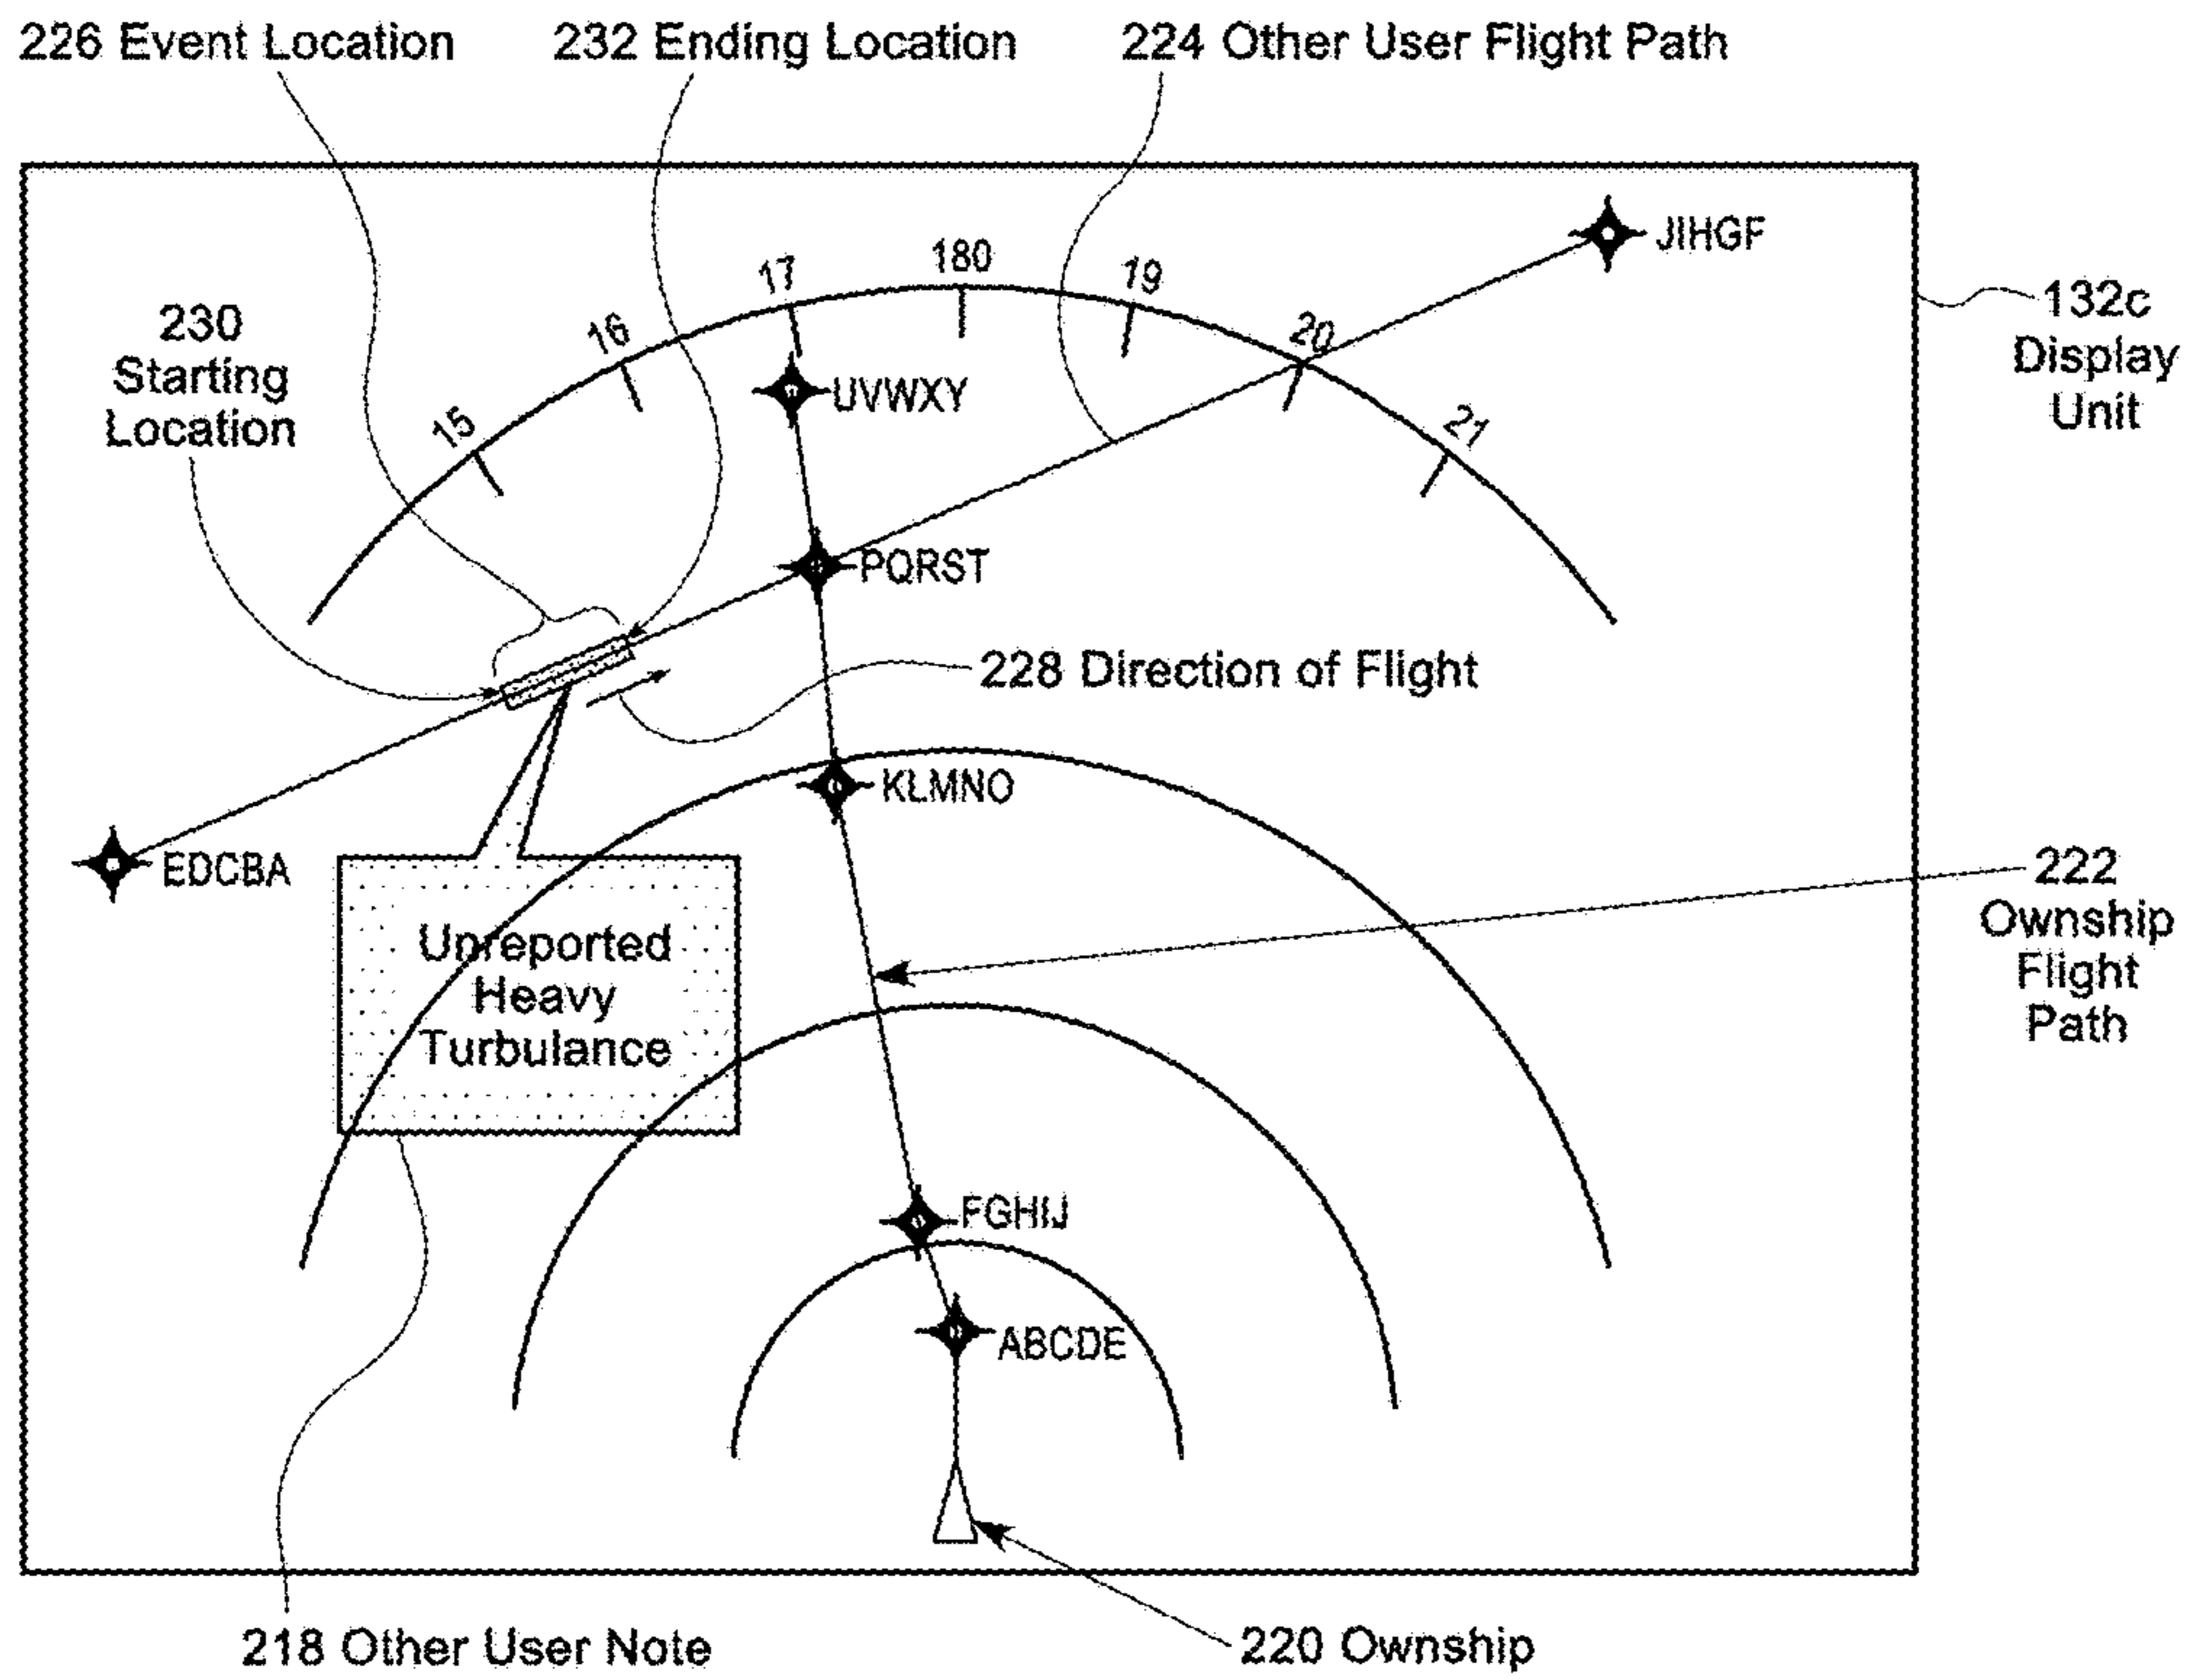 226 Event Location
232 Ending Location
224 Other User Flight Path
JIHGF
132c
Display
Unit
180
17
19
16
20
15
21
230
Starting
Location
UVWXY
PQRST
228 Direction of Flight
KLMNO
EDCBA
222
Ownship
Flight
Path
Unreported
Heavy
Turbulance
FGHIJ
ABCDE
218 Other User Note
220 Ownship